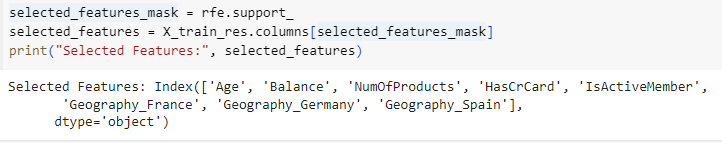 selected_features_mask = rfe.support_
selected_features = X_train_res.columns[selected_features_mask]
print("Selected Features:", selected_features)
Selected Features: Index(['Age', 'Balance', 'NumOfProducts', 'HasCrCard', 'IsActiveMember',
       'Geography_France', 'Geography_Germany', 'Geography_Spain'],
      dtype='object')